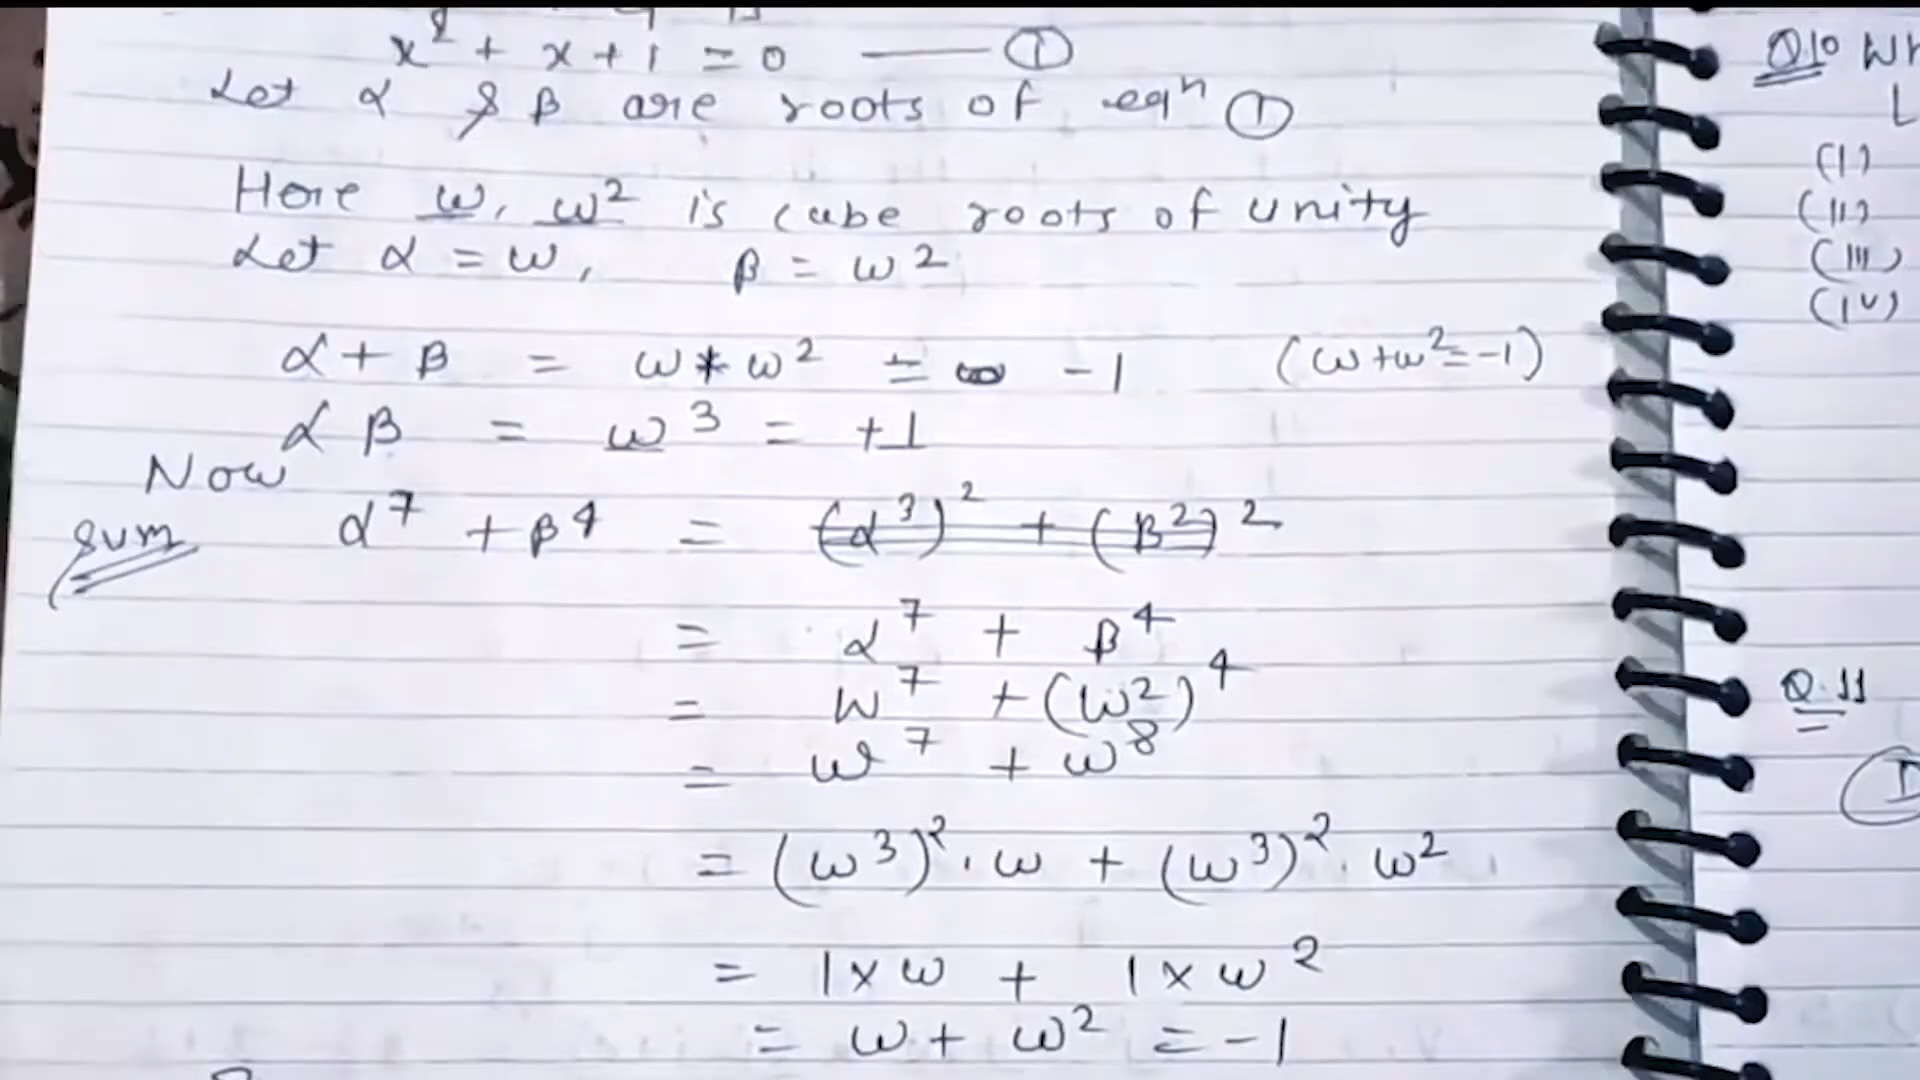 x² + x + 1 = 0 —— ①
Let α & β are roots of eqⁿ ①
Here ω, ω² is cube roots of unity
Let α = ω, β = ω²
α + β = ω + ω² = -1 (ω + ω² = -1)
αβ = ω³ = +1
Now
sum α⁷ + β⁴ = (α³)² + (β²)²
= α⁷ + β⁴
= ω⁷ + (ω²)⁴
= ω⁷ + ω⁸
= (ω³)² . ω + (ω³)² . ω²
= 1 x ω + 1 x ω²
= ω + ω² = -1
Q.10
(I)
(II)
(III)
(IV)
Q.11